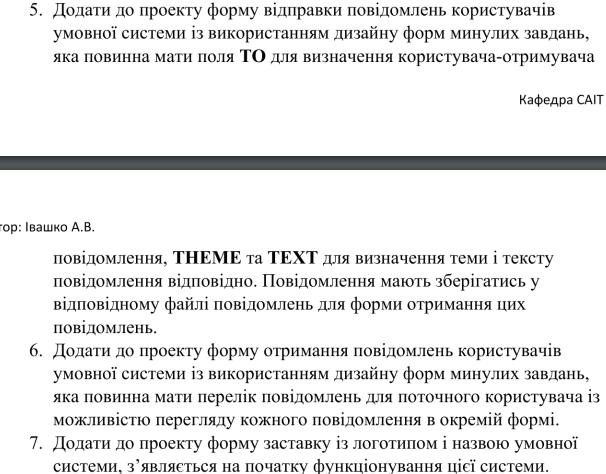 5. Додати до проекту форму відправки повідомлень користувачів
умовної системи із використанням дизайну форм минулих завдань,
яка повинна мати поля TO для визначення користувача-отримувача
Кафедра САІТ
тор: Івашко А.В.
повідомлення, THEME та TEXT для визначення теми і тексту
повідомлення відповідно. Повідомлення мають зберігатись у
відповідному файлі повідомлень для форми отримання цих
повідомлень.
6. Додати до проекту форму отримання повідомлень користувачів
умовної системи із використанням дизайну форм минулих завдань,
яка повинна мати перелік повідомлень для поточного користувача із
можливістю перегляду кожного повідомлення в окремій формі.
7. Додати до проекту форму заставку із логотипом і назвою умовної
системи, з’являється на початку функціонування цієї системи.